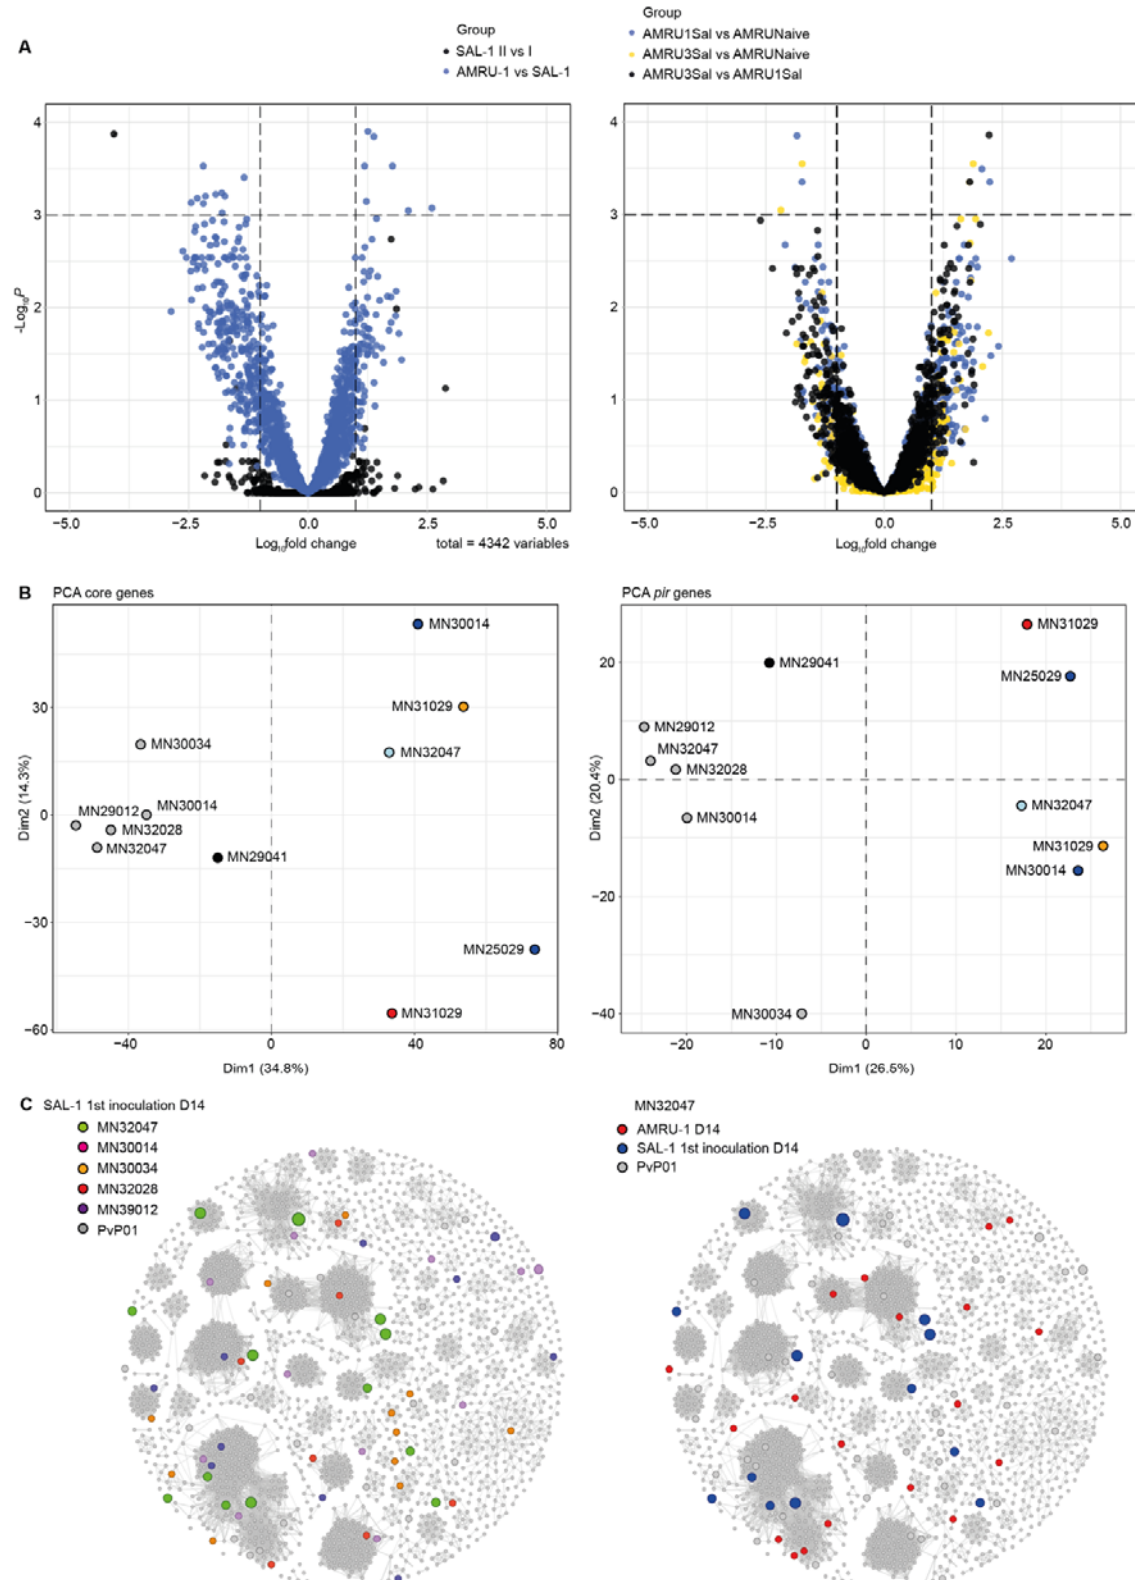 A
Group
SAL-1 II vs I
AMRU-1 vs SAL-1
Group
AMRU1Sal vs AMRUNaive
AMRU3Sal vs AMRUNaive
AMRU3Sal vs AMRU1Sal
4
3
2
1
0
-Log10P
−5.0
−2.5
0.0
2.5
5.0
Log10fold change
total = 4342 variables
4
3
2
1
0
−5.0
−2.5
0.0
2.5
5.0
Log10fold change
B
PCA core genes
MN30014
MN31029
MN30034
MN32047
MN29012
MN30014
MN32028
MN32047
MN29041
MN25029
MN31029
30
0
−30
−60
Dim2 (14.3%)
−40
0
40
80
Dim1 (34.8%)
PCA pir genes
MN31029
MN29041
MN25029
MN29012
MN32047
MN32028
MN32047
MN30014
MN31029
MN30014
MN30034
20
0
−20
−40
Dim2 (20.4%)
−20
−10
0
10
20
Dim1 (26.5%)
C
SAL-1 1st inoculation D14
MN32047
MN30014
MN30034
MN32028
MN39012
PvP01
MN32047
AMRU-1 D14
SAL-1 1st inoculation D14
PvP01